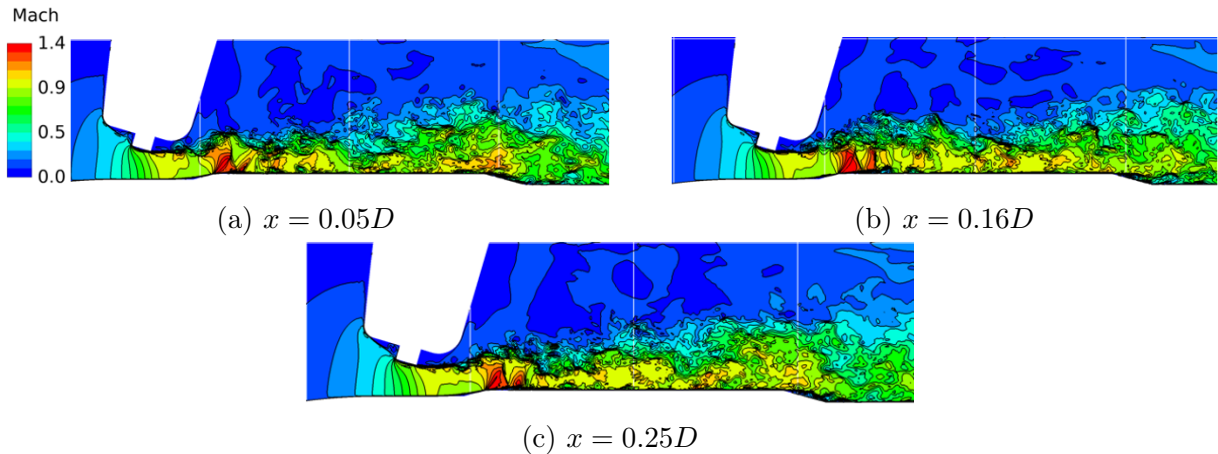 Mach
1.4
0.9
0.5
0.0
(a) x = 0.05D
(b) x = 0.16D
(c) x = 0.25D